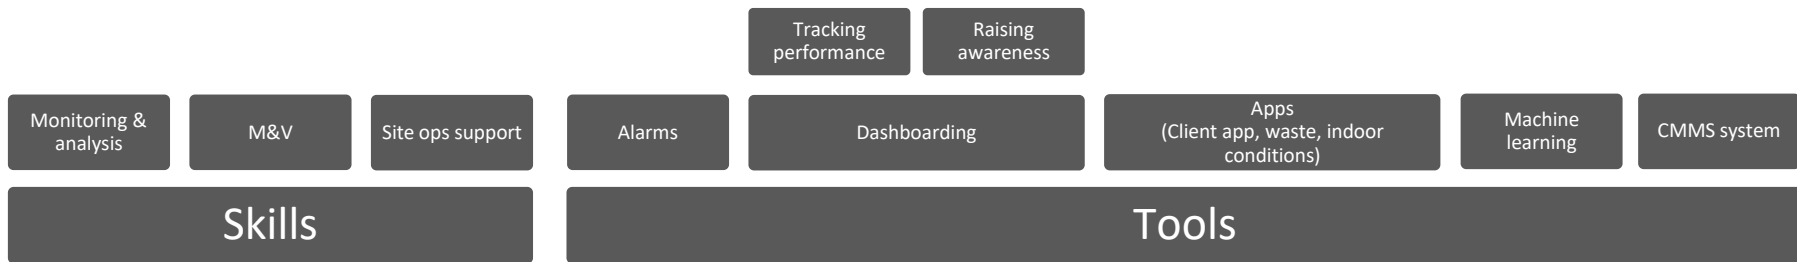 Tracking
performance
Raising
awareness
Monitoring &
analysis
M&V
Site ops support
Alarms
Dashboarding
Apps
(Client app, waste, indoor
conditions)
Machine
learning
CMMS system
Skills
Tools